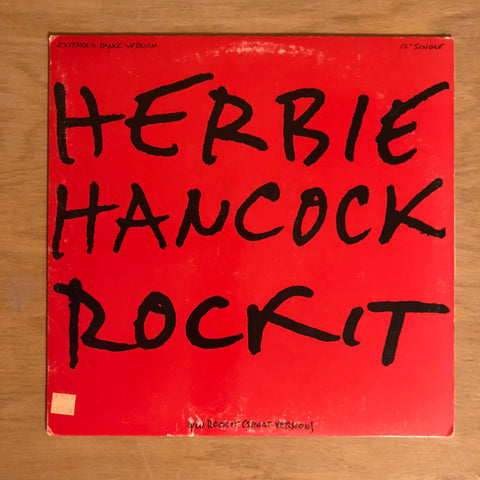 EXTENDED DANCE VERSION
12" SINGLE
HERBIE
HANCOCK
ROCKIT
B/W ROCKIT (SHORT VERSION)